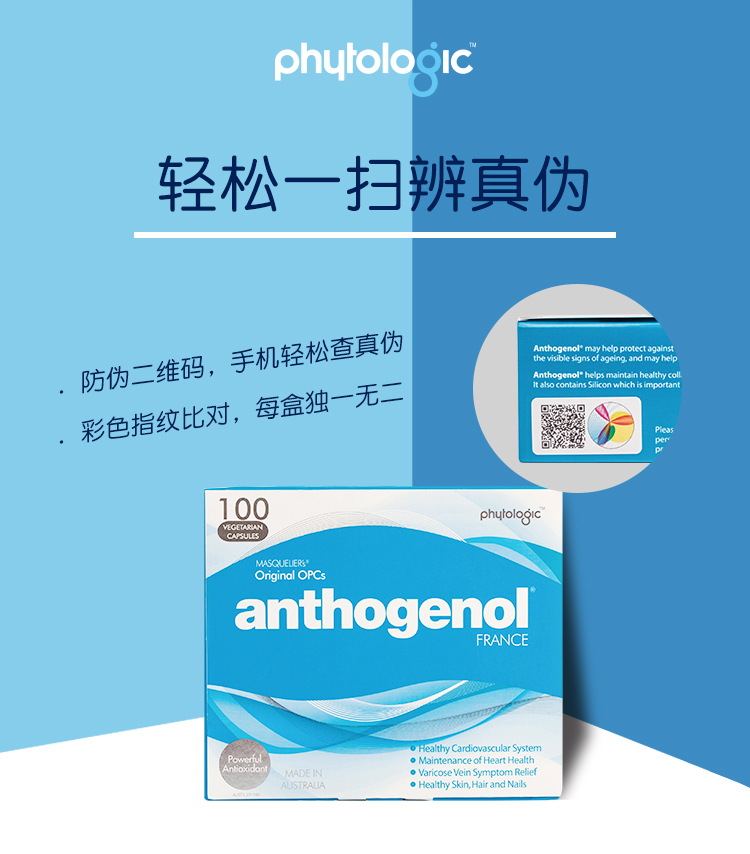 phytologic™
轻松一扫辨真伪
. 防伪二维码，手机轻松查真伪
. 彩色指纹比对，每盒独一无二
Anthogenol® may help protect against
the visible signs of ageing, and may help
Anthogenol® helps maintain healthy coll
It also contains Silicon which is important
Pleas
per
pr
100
VEGETARIAN
CAPSULES
phytologic™
MASQUELIER's®
Original OPCs
anthogenol®
FRANCE
Powerful
Antioxidant
MADE IN
AUSTRALIA
Healthy Cardiovascular System
Maintenance of Heart Health
Varicose Vein Symptom Relief
Healthy Skin, Hair and Nails